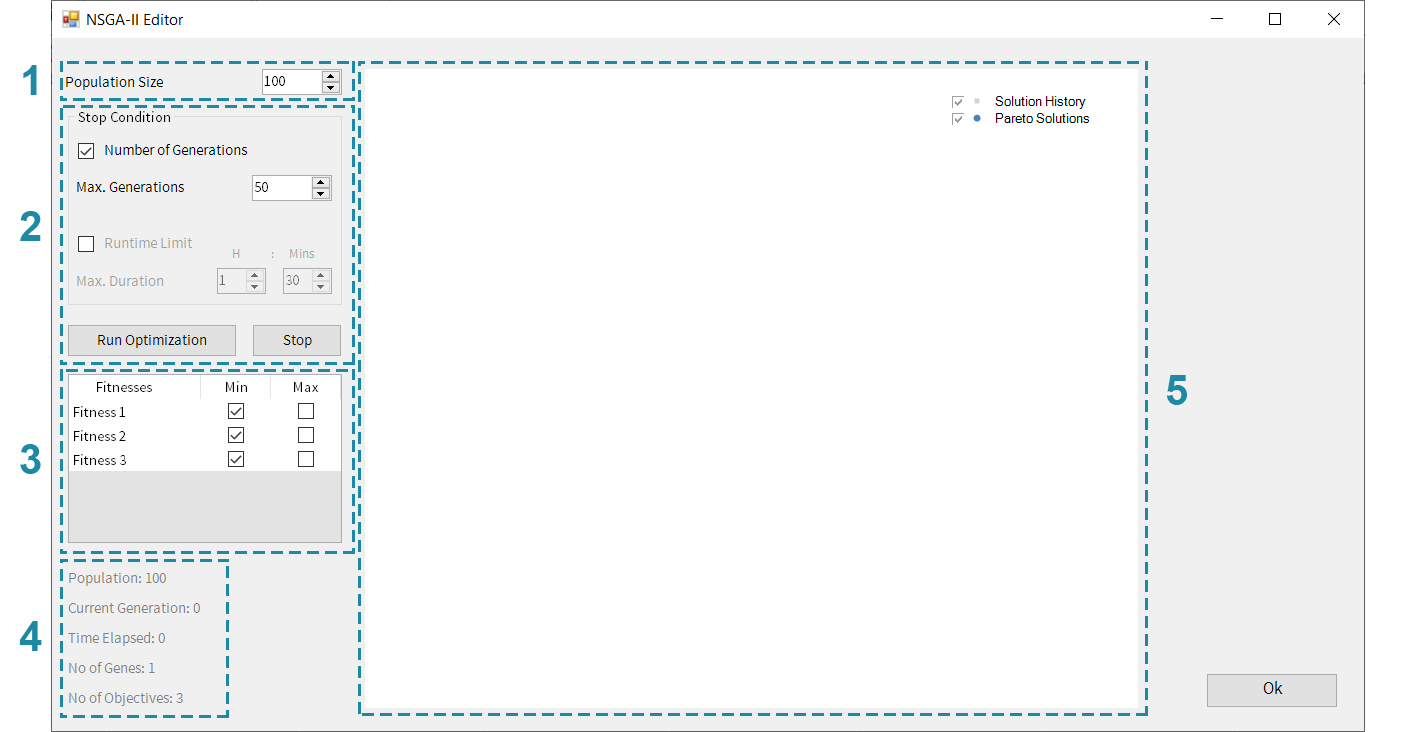 NSGA-II Editor
1
Population Size 100
Stop Condition
Number of Generations
Max. Generations 50
2
Runtime Limit
H : Mins
Max. Duration 1 30
Run Optimization Stop
3
Fitnesses Min Max
Fitness 1
Fitness 2
Fitness 3
4
Population: 100
Current Generation: 0
Time Elapsed: 0
No of Genes: 1
No of Objectives: 3
Solution History
Pareto Solutions
5
Ok